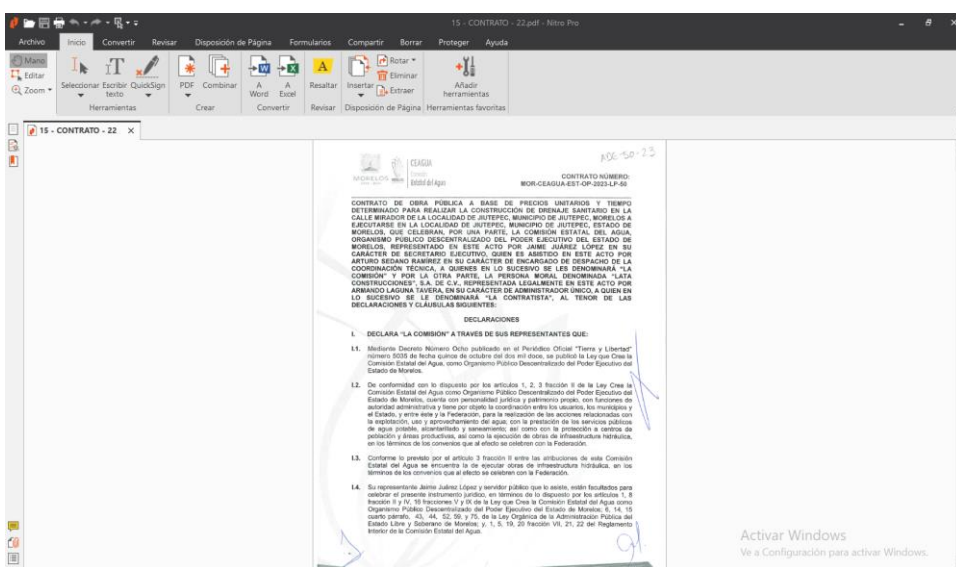 15 - CONTRATO - 22.pdf - Nitro Pro
Archivo Inicio Convertir Revisar Disposición de Página Formularios Compartir Borrar Proteger Ayuda
Mano
Editar
Zoom
Seleccionar Escribir texto QuickSign
Herramientas
PDF Combinar
Crear
A Word A Excel
Convertir
Resaltar
Revisar
Insertar Rotar Eliminar Extraer
Disposición de Página
Añadir herramientas
Herramientas favoritas
15 - CONTRATO - 22
MORELOS
CEAGUA
Estatal del Agua
CONTRATO NÚMERO:
MOR-CEAGUA-EST-OP-2023-LP-50
CONTRATO DE OBRA PÚBLICA A BASE DE PRECIOS UNITARIOS Y TIEMPO
DETERMINADO PARA REALIZAR LA CONSTRUCCIÓN DE DRENAJE SANITARIO EN LA
CALLE MIRADOR DE LA LOCALIDAD DE JIUTEPEC, MUNICIPIO DE JIUTEPEC, MORELOS A
EJECUTARSE EN LA LOCALIDAD DE JIUTEPEC, MUNICIPIO DE JIUTEPEC, ESTADO DE
MORELOS, QUE CELEBRAN, POR UNA PARTE, LA COMISIÓN ESTATAL DEL AGUA,
ORGANISMO PÚBLICO DESCENTRALIZADO DEL PODER EJECUTIVO DEL ESTADO DE
MORELOS, REPRESENTADO EN ESTE ACTO POR JAIME JUÁREZ LÓPEZ EN SU
CARÁCTER DE SECRETARIO EJECUTIVO, QUIEN ES ASISTIDO EN ESTE ACTO POR
ARTURO SEDANO RAMÍREZ EN SU CARÁCTER DE ENCARGADO DE DESPACHO DE LA
COORDINACIÓN TÉCNICA, A QUIENES EN LO SUCESIVO SE LES DENOMINARÁ "LA
COMISIÓN" Y POR LA OTRA PARTE, LA PERSONA MORAL DENOMINADA "LATA
CONSTRUCCIONES", S.A. DE C.V., REPRESENTADA LEGALMENTE EN ESTE ACTO POR
ARMANDO LAGUNA TAVERA, EN SU CARÁCTER DE ADMINISTRADOR ÚNICO, A QUIEN EN
LO SUCESIVO SE LE DENOMINARÁ "LA CONTRATISTA", AL TENOR DE LAS
DECLARACIONES Y CLÁUSULAS SIGUIENTES:
DECLARACIONES
I. DECLARA "LA COMISIÓN" A TRAVÉS DE SUS REPRESENTANTES QUE:
I.1. Mediante Decreto Número Ocho publicado en el Periódico Oficial "Tierra y Libertad"
número 5035 de fecha quince de octubre del dos mil doce, se publicó la Ley que Crea la
Comisión Estatal del Agua, como Organismo Público Descentralizado del Poder Ejecutivo del
Estado de Morelos.
I.2. De conformidad con lo dispuesto por los artículos 1, 2, 3 fracción II de la Ley Crea la
Comisión Estatal del Agua como Organismo Público Descentralizado del Poder Ejecutivo del
Estado de Morelos, cuenta con personalidad jurídica y patrimonio propio, con funciones de
autoridad administrativa y tiene por objeto la coordinación entre los usuarios, los municipios y
el Estado, y entre éste y la Federación, para la realización de las acciones relacionadas con
la explotación, uso y aprovechamiento del agua; con la prestación de los servicios públicos
de agua potable, alcantarillado y saneamiento; así como con la protección a centros de
población y áreas productivas, así como la ejecución de obras de infraestructura hidráulica,
en los términos de los convenios que al efecto se celebren con la Federación.
I.3. Conforme lo previsto por el artículo 3 fracción II entre las atribuciones de esta Comisión
Estatal del Agua se encuentra la de ejecutar obras de infraestructura hidráulica, en los
términos de los convenios que al efecto se celebren con la Federación.
I.4. Su representante Jaime Juárez López y servidor público que lo asiste, están facultados para
celebrar el presente instrumento jurídico, en términos de lo dispuesto por los artículos 1, 8
fracción II y IV, 16 fracciones V y IX de la Ley que Crea la Comisión Estatal del Agua como
Organismo Público Descentralizado del Poder Ejecutivo del Estado de Morelos; 6, 14, 15
cuarto párrafo, 43, 44, 52, 59, y 75, de la Ley Orgánica de la Administración Pública del
Estado Libre y Soberano de Morelos; y, 1, 5, 19, 20 fracción VII, 21, 22 del Reglamento
Interior de la Comisión Estatal del Agua.
Activar Windows
Ve a Configuración para activar Windows.